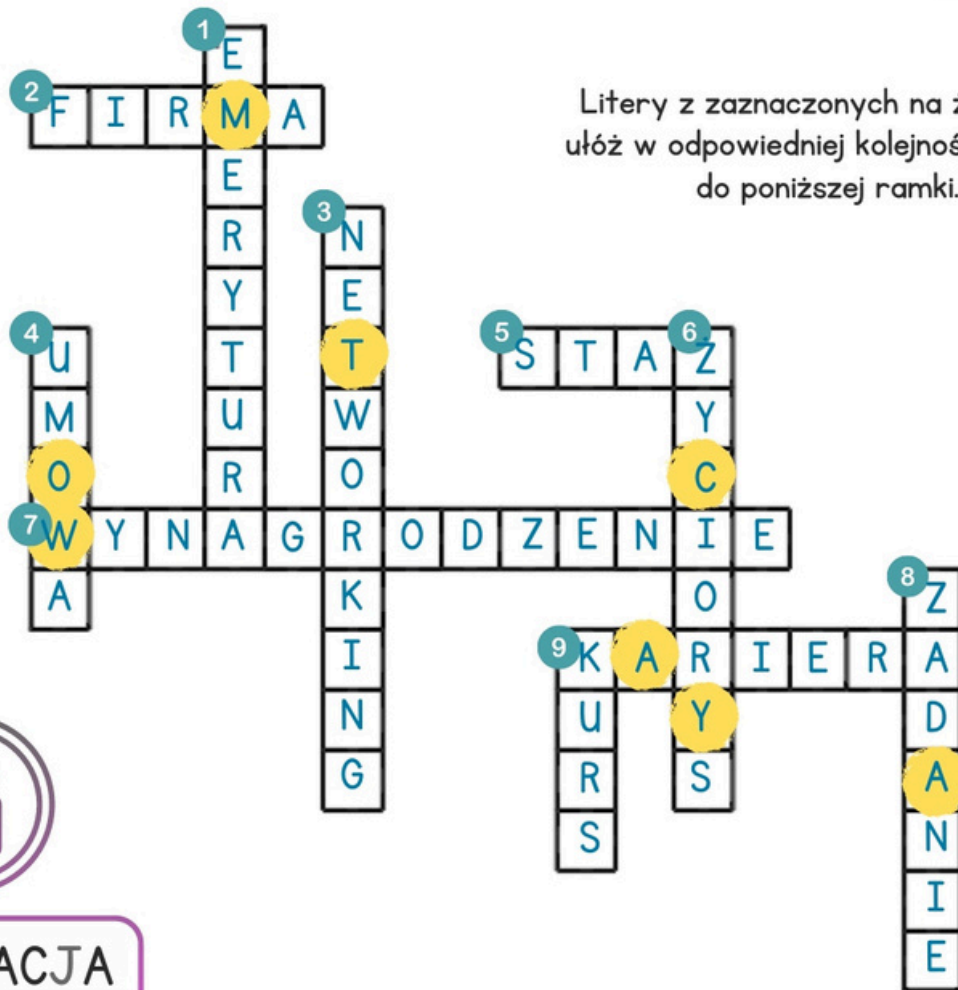 Litery z zaznaczonych na ż
ułóż w odpowiedniej kolejnoś
do poniższej ramki.
1 EMERYTURA
2 FIRMA
3 NETWORKING
4 UMOWA
5 STAŻ
6 ŻYCIORYS
7 WYNAGRODZENIE
8 ZADANIE
9 KARIERA
KURS
ACJA